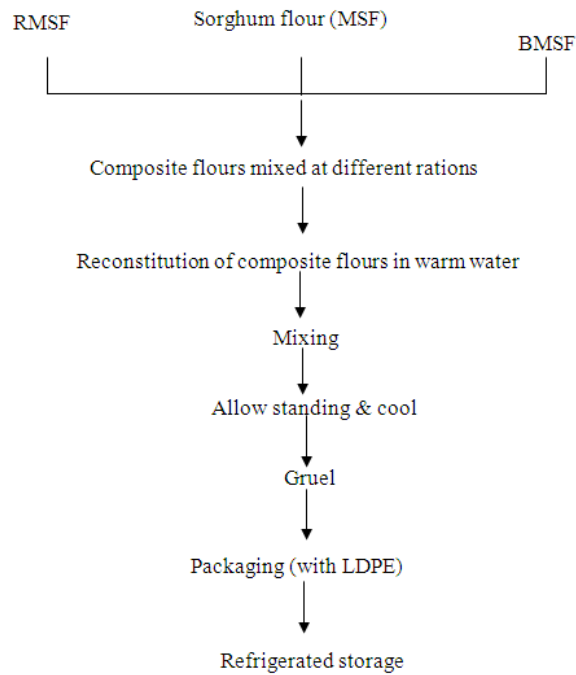 RMSF
Sorghum flour (MSF)
BMSF
Composite flours mixed at different rations
Reconstitution of composite flours in warm water
Mixing
Allow standing & cool
Gruel
Packaging (with LDPE)
Refrigerated storage